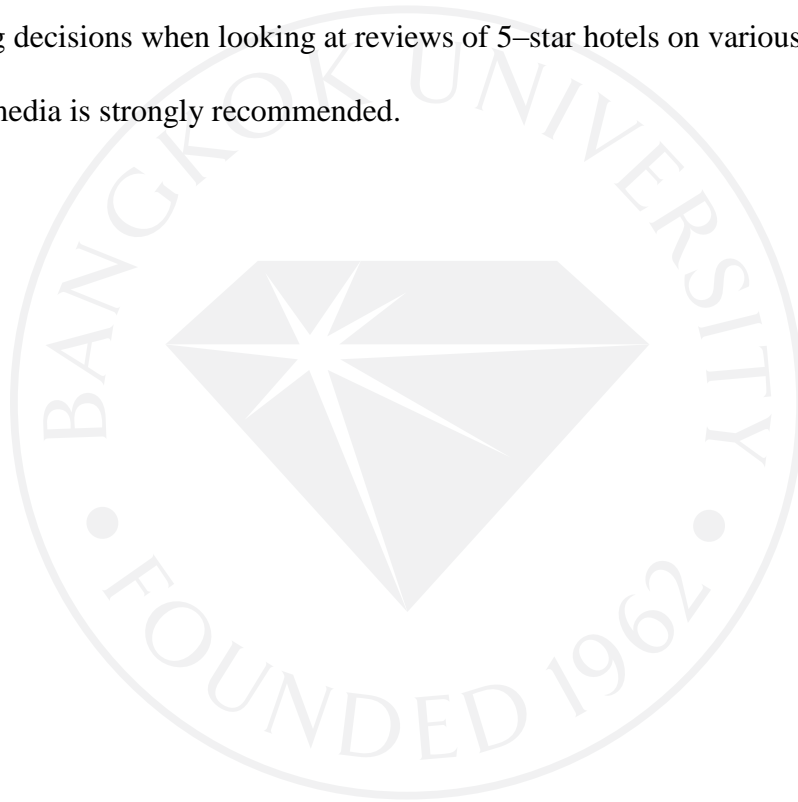 g decisions when looking at reviews of 5–star hotels on various
media is strongly recommended.
BANGKOK UNIVERSITY
FOUNDED 1962